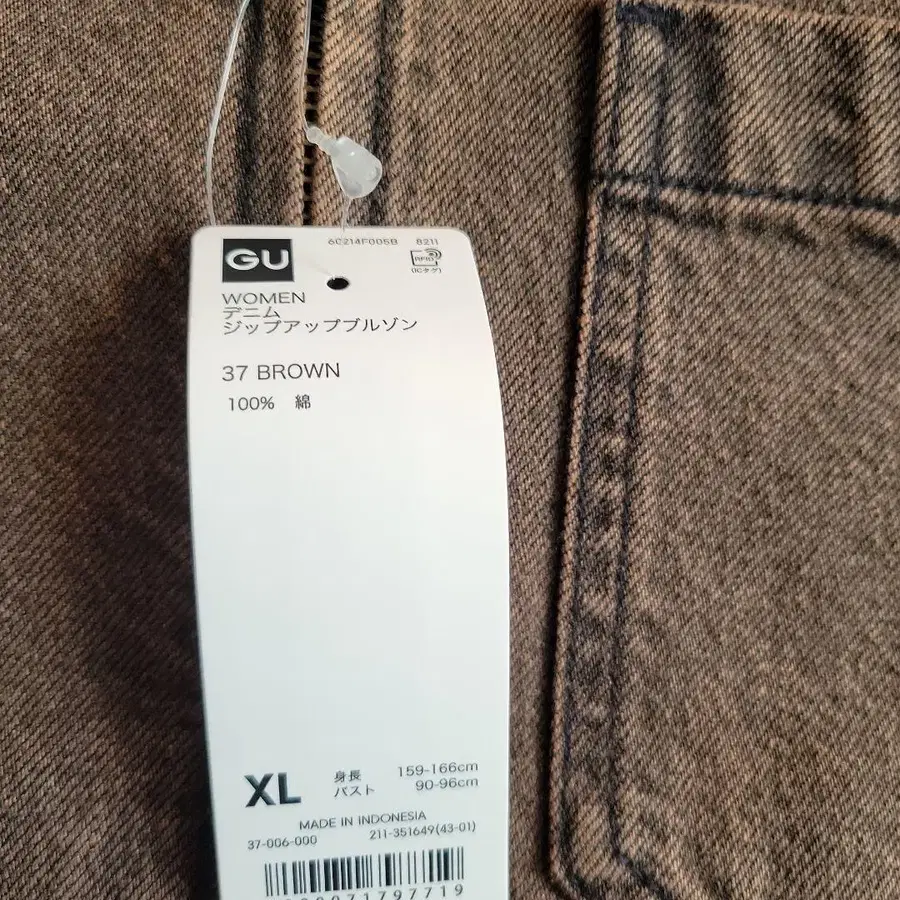 GU
6C214F005B 8211
RFID
(ICタグ)
WOMEN
デニム
ジップアップブルゾン
37 BROWN
100% 綿
XL
身長 159-166cm
バスト 90-96cm
MADE IN INDONESIA
37-006-000 211-351649(43-01)